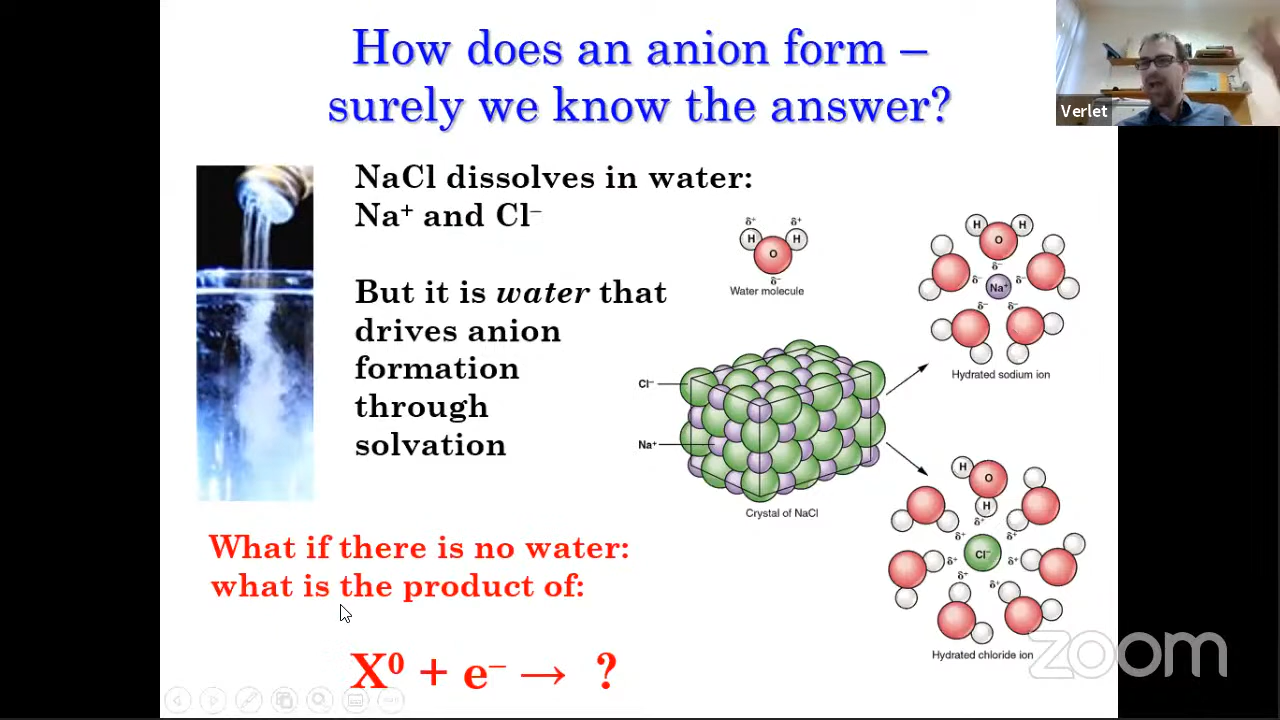 How does an anion form –
surely we know the answer?
Verlet
NaCl dissolves in water:
Na⁺ and Cl⁻
But it is water that
drives anion
formation
through
solvation
δ⁺ δ⁺
H H
O
δ⁻
Water molecule
H H
O
δ⁻
δ⁻ Na⁺ δ⁻
δ⁻ δ⁻
Hydrated sodium ion
Cl⁻
Na⁺
Crystal of NaCl
H O
H
δ⁺
δ⁺ δ⁺
δ⁺ Cl⁻ δ⁺
δ⁺ δ⁺
Hydrated chloride ion
What if there is no water:
what is the product of:
X⁰ + e⁻ → ?
zoom